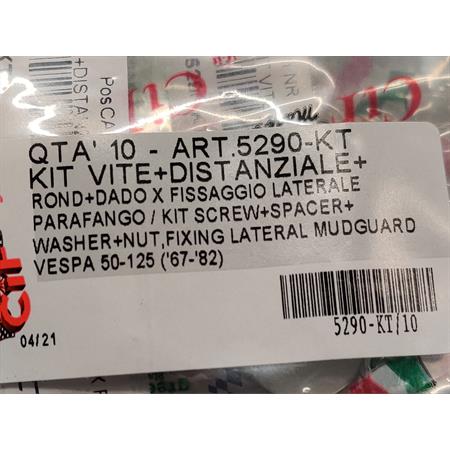 QTA' 10 - ART.5290-KT
KIT VITE+DISTANZIALE+
ROND+DADO X FISSAGGIO LATERALE
PARAFANGO / KIT SCREW+SPACER+
WASHER+NUT,FIXING LATERAL MUDGUARD
VESPA 50-125 ('67-'82)
04/21
5290-KT/10